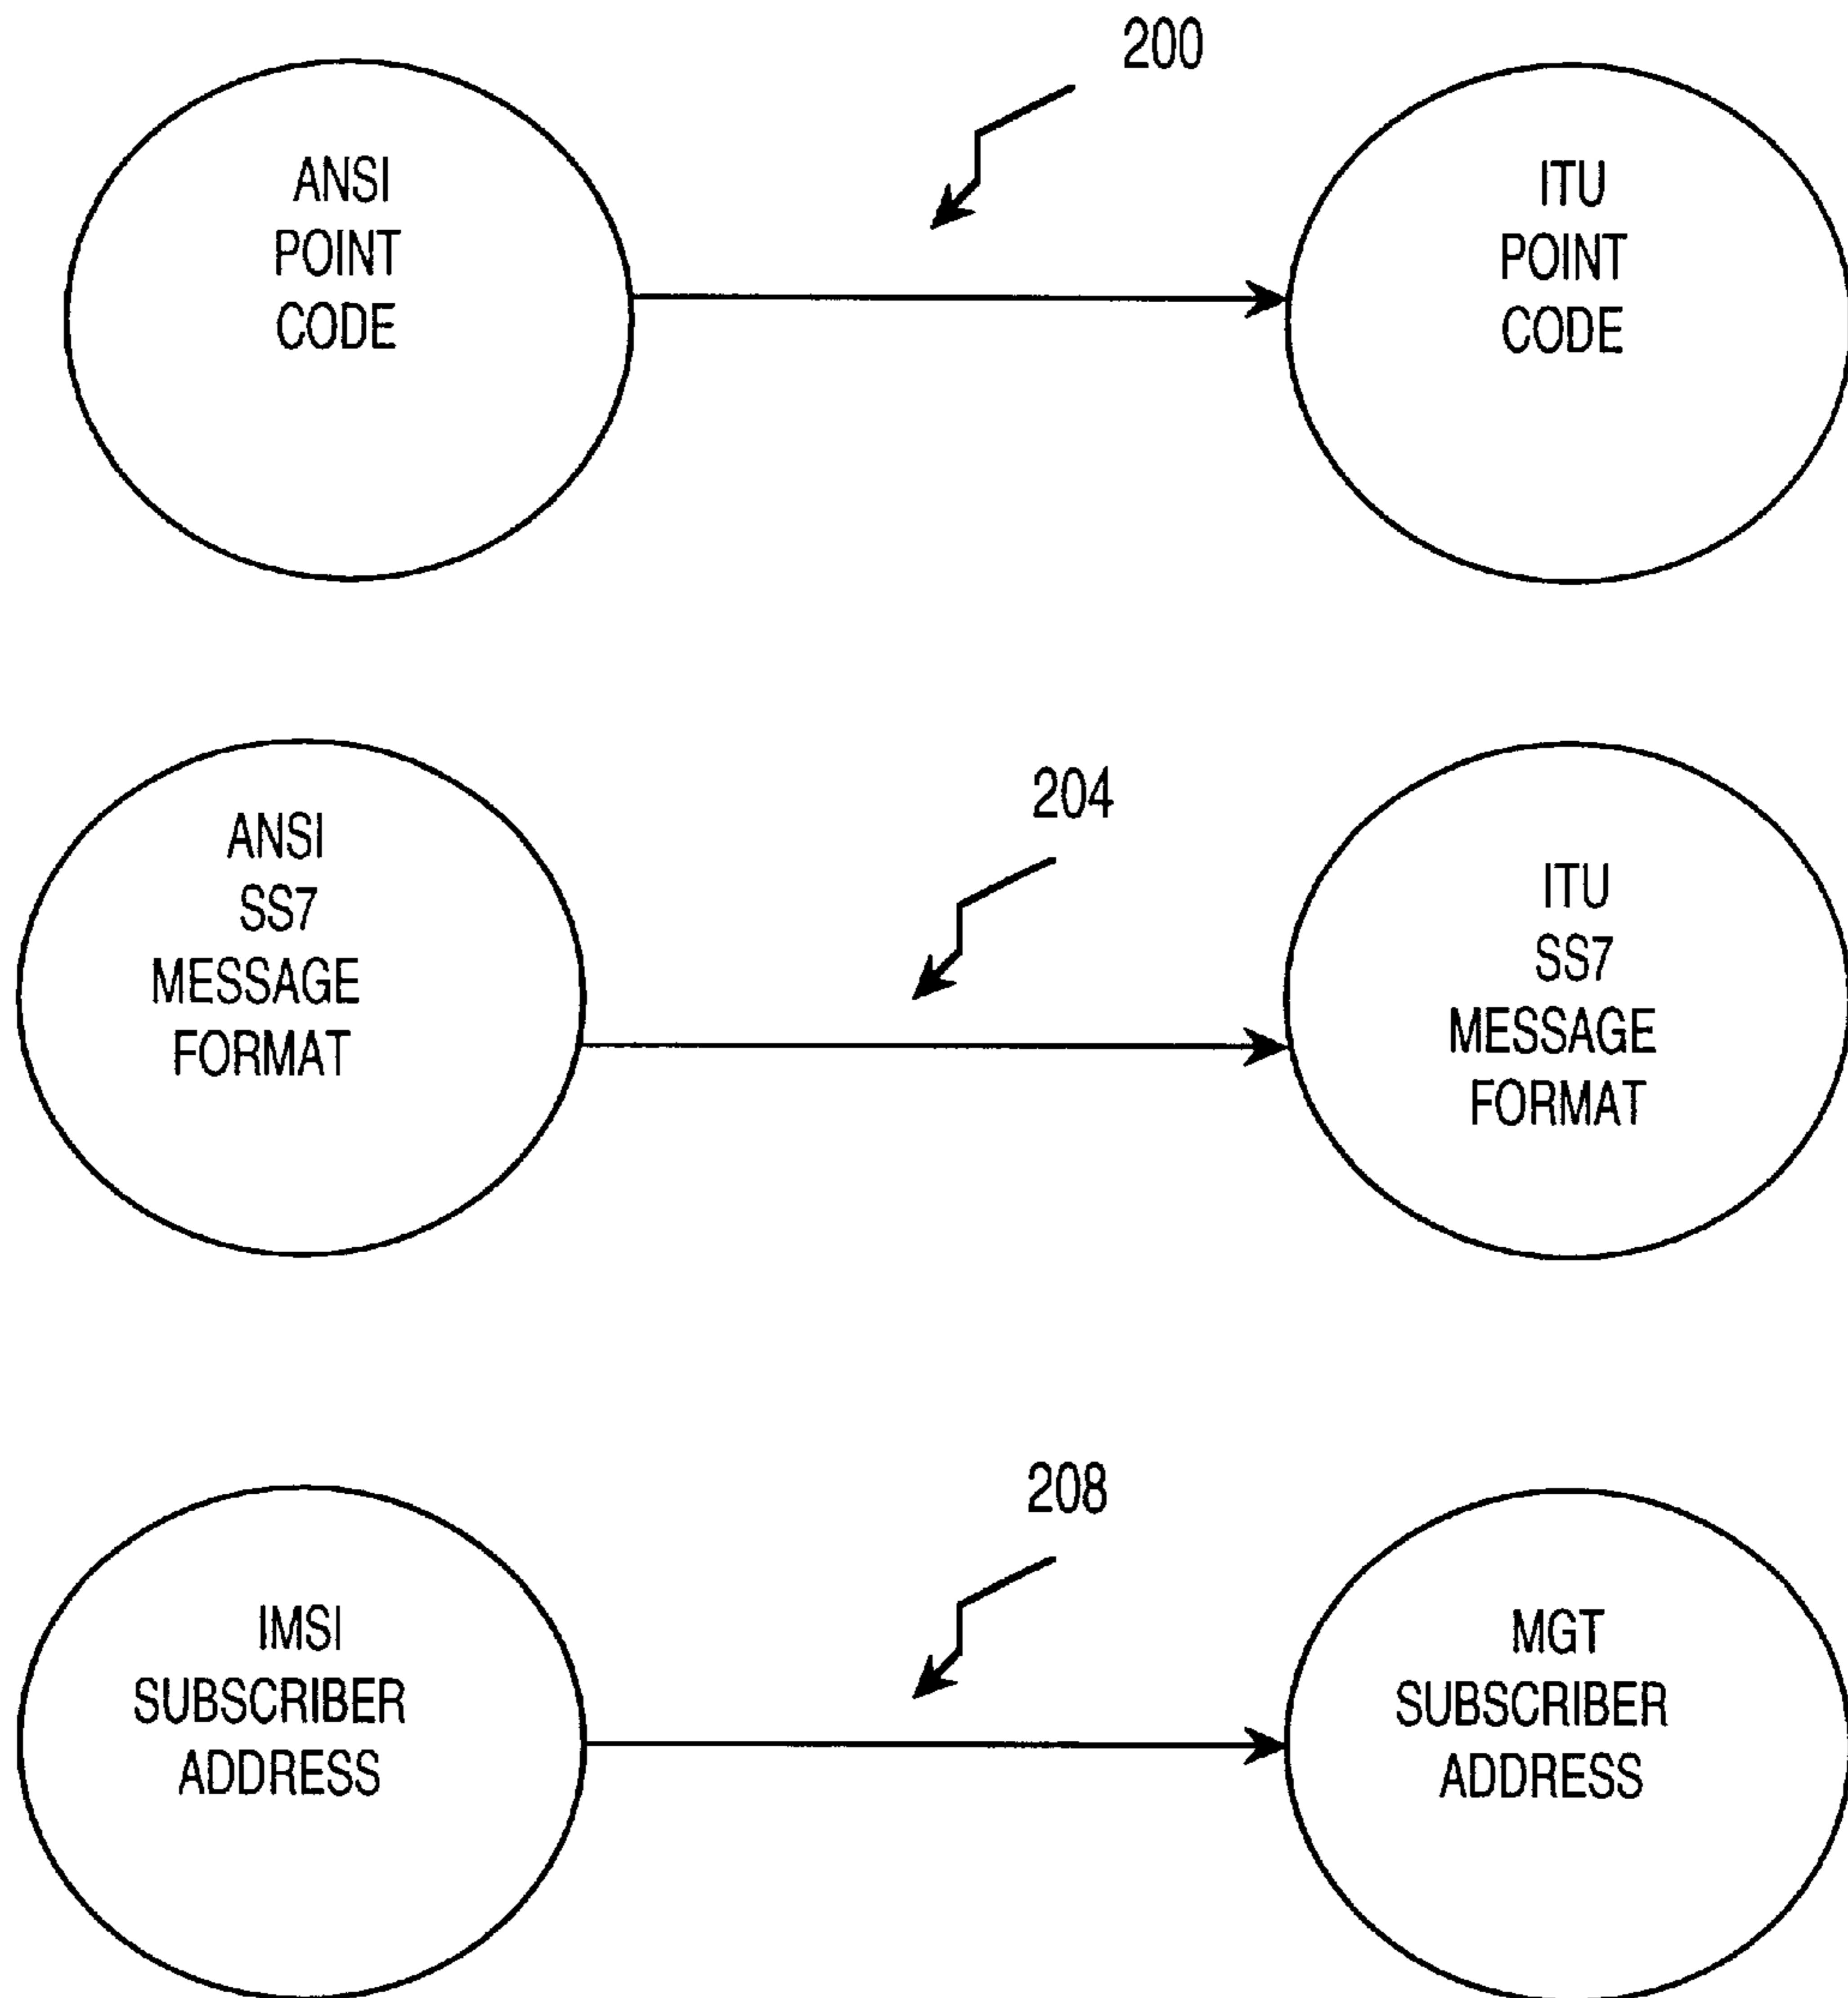 200
ANSI
POINT
CODE
ITU
POINT
CODE
204
ANSI
SS7
MESSAGE
FORMAT
ITU
SS7
MESSAGE
FORMAT
208
IMSI
SUBSCRIBER
ADDRESS
MGT
SUBSCRIBER
ADDRESS